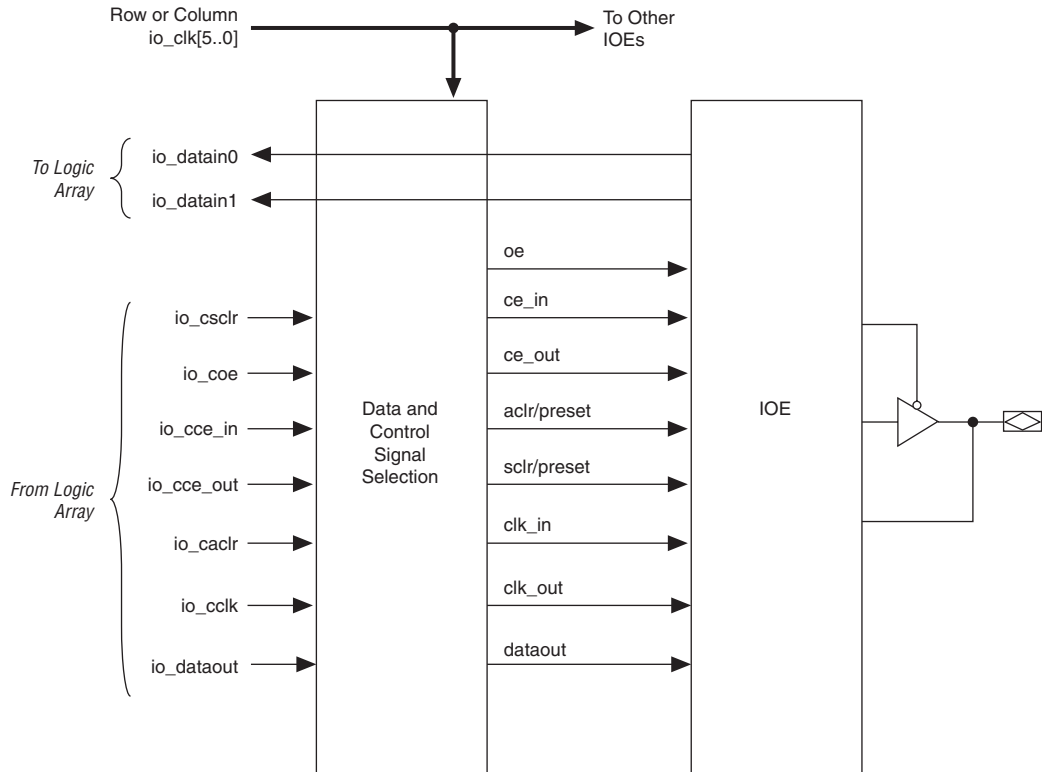 Row or Column
io_clk[5..0]
To Other
IOEs
To Logic
Array
io_datain0
io_datain1
From Logic
Array
io_csclr
io_coe
io_cce_in
io_cce_out
io_caclr
io_cclk
io_dataout
Data and
Control
Signal
Selection
oe
ce_in
ce_out
aclr/preset
sclr/preset
clk_in
clk_out
dataout
IOE